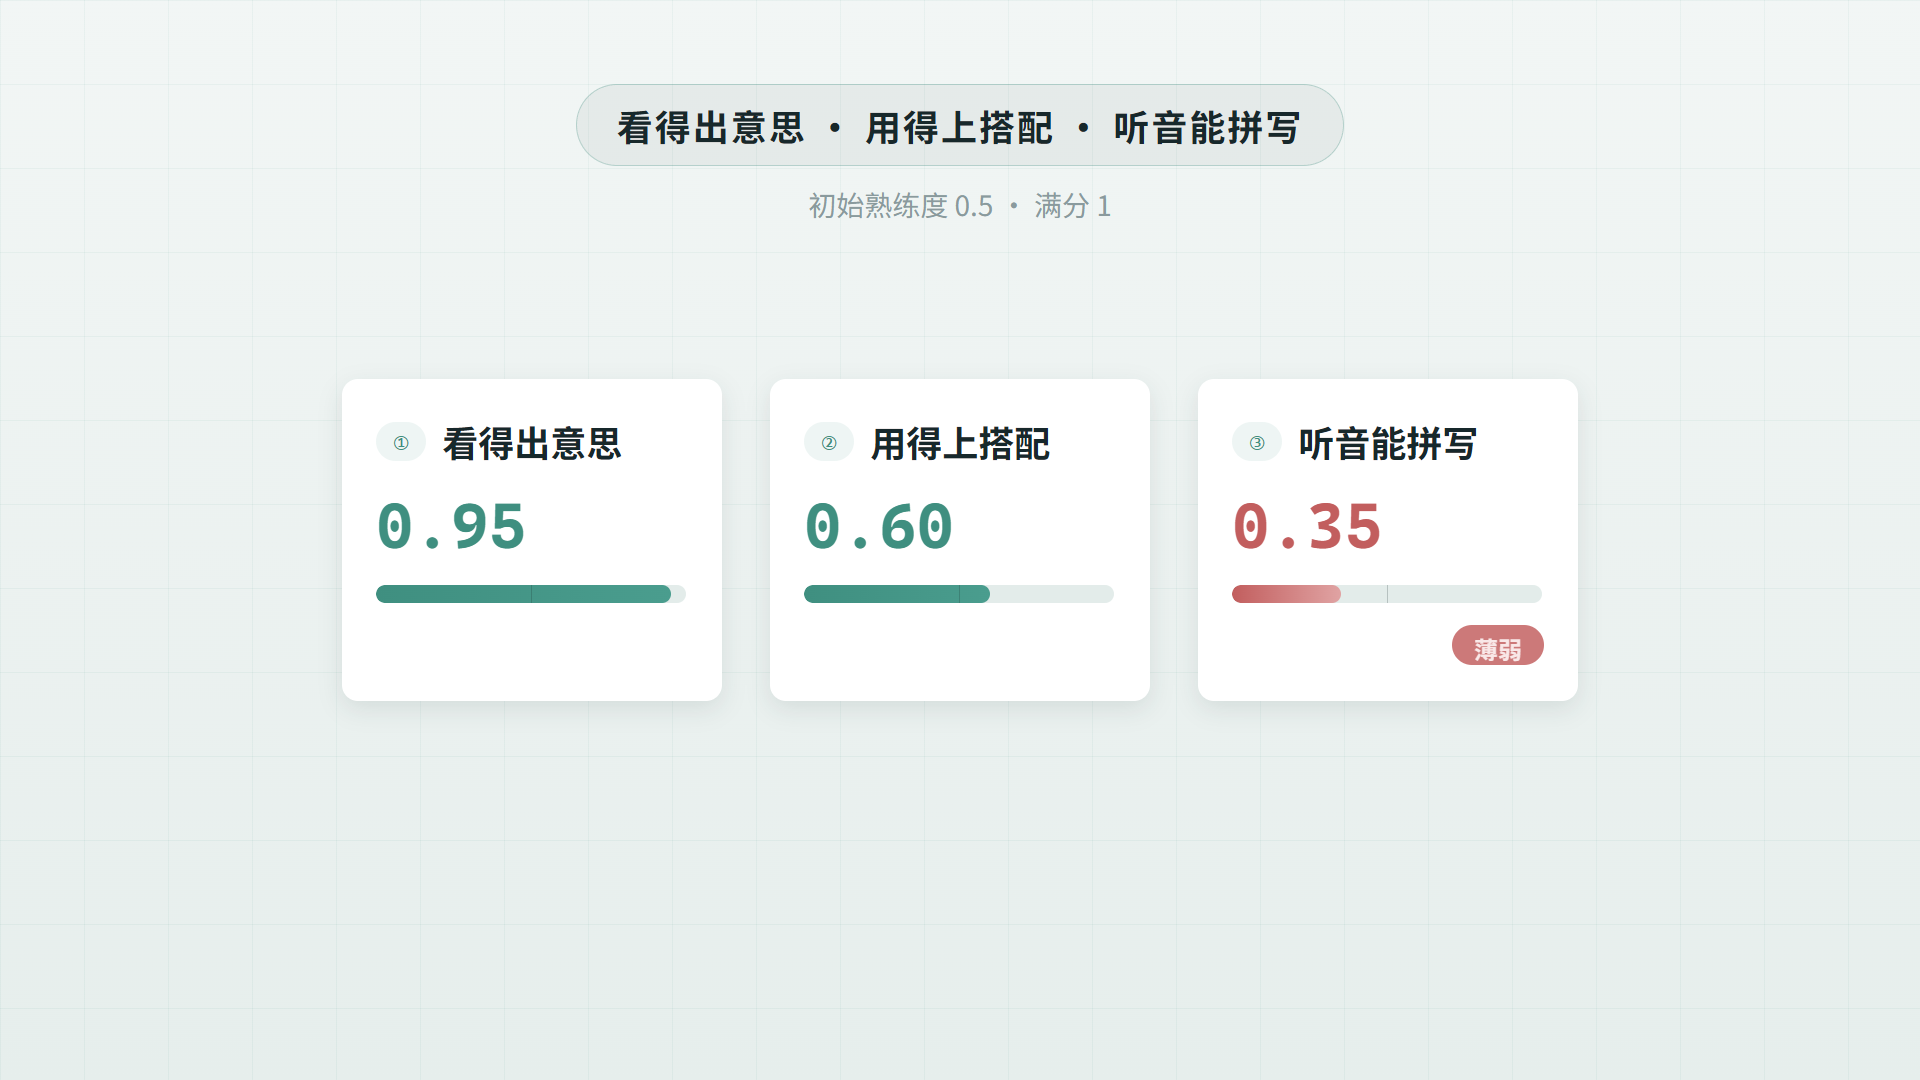 看得出意思 · 用得上搭配 · 听音能拼写
初始熟练度 0.5 · 满分 1
① 看得出意思
0.95
② 用得上搭配
0.60
③ 听音能拼写
0.35
薄弱